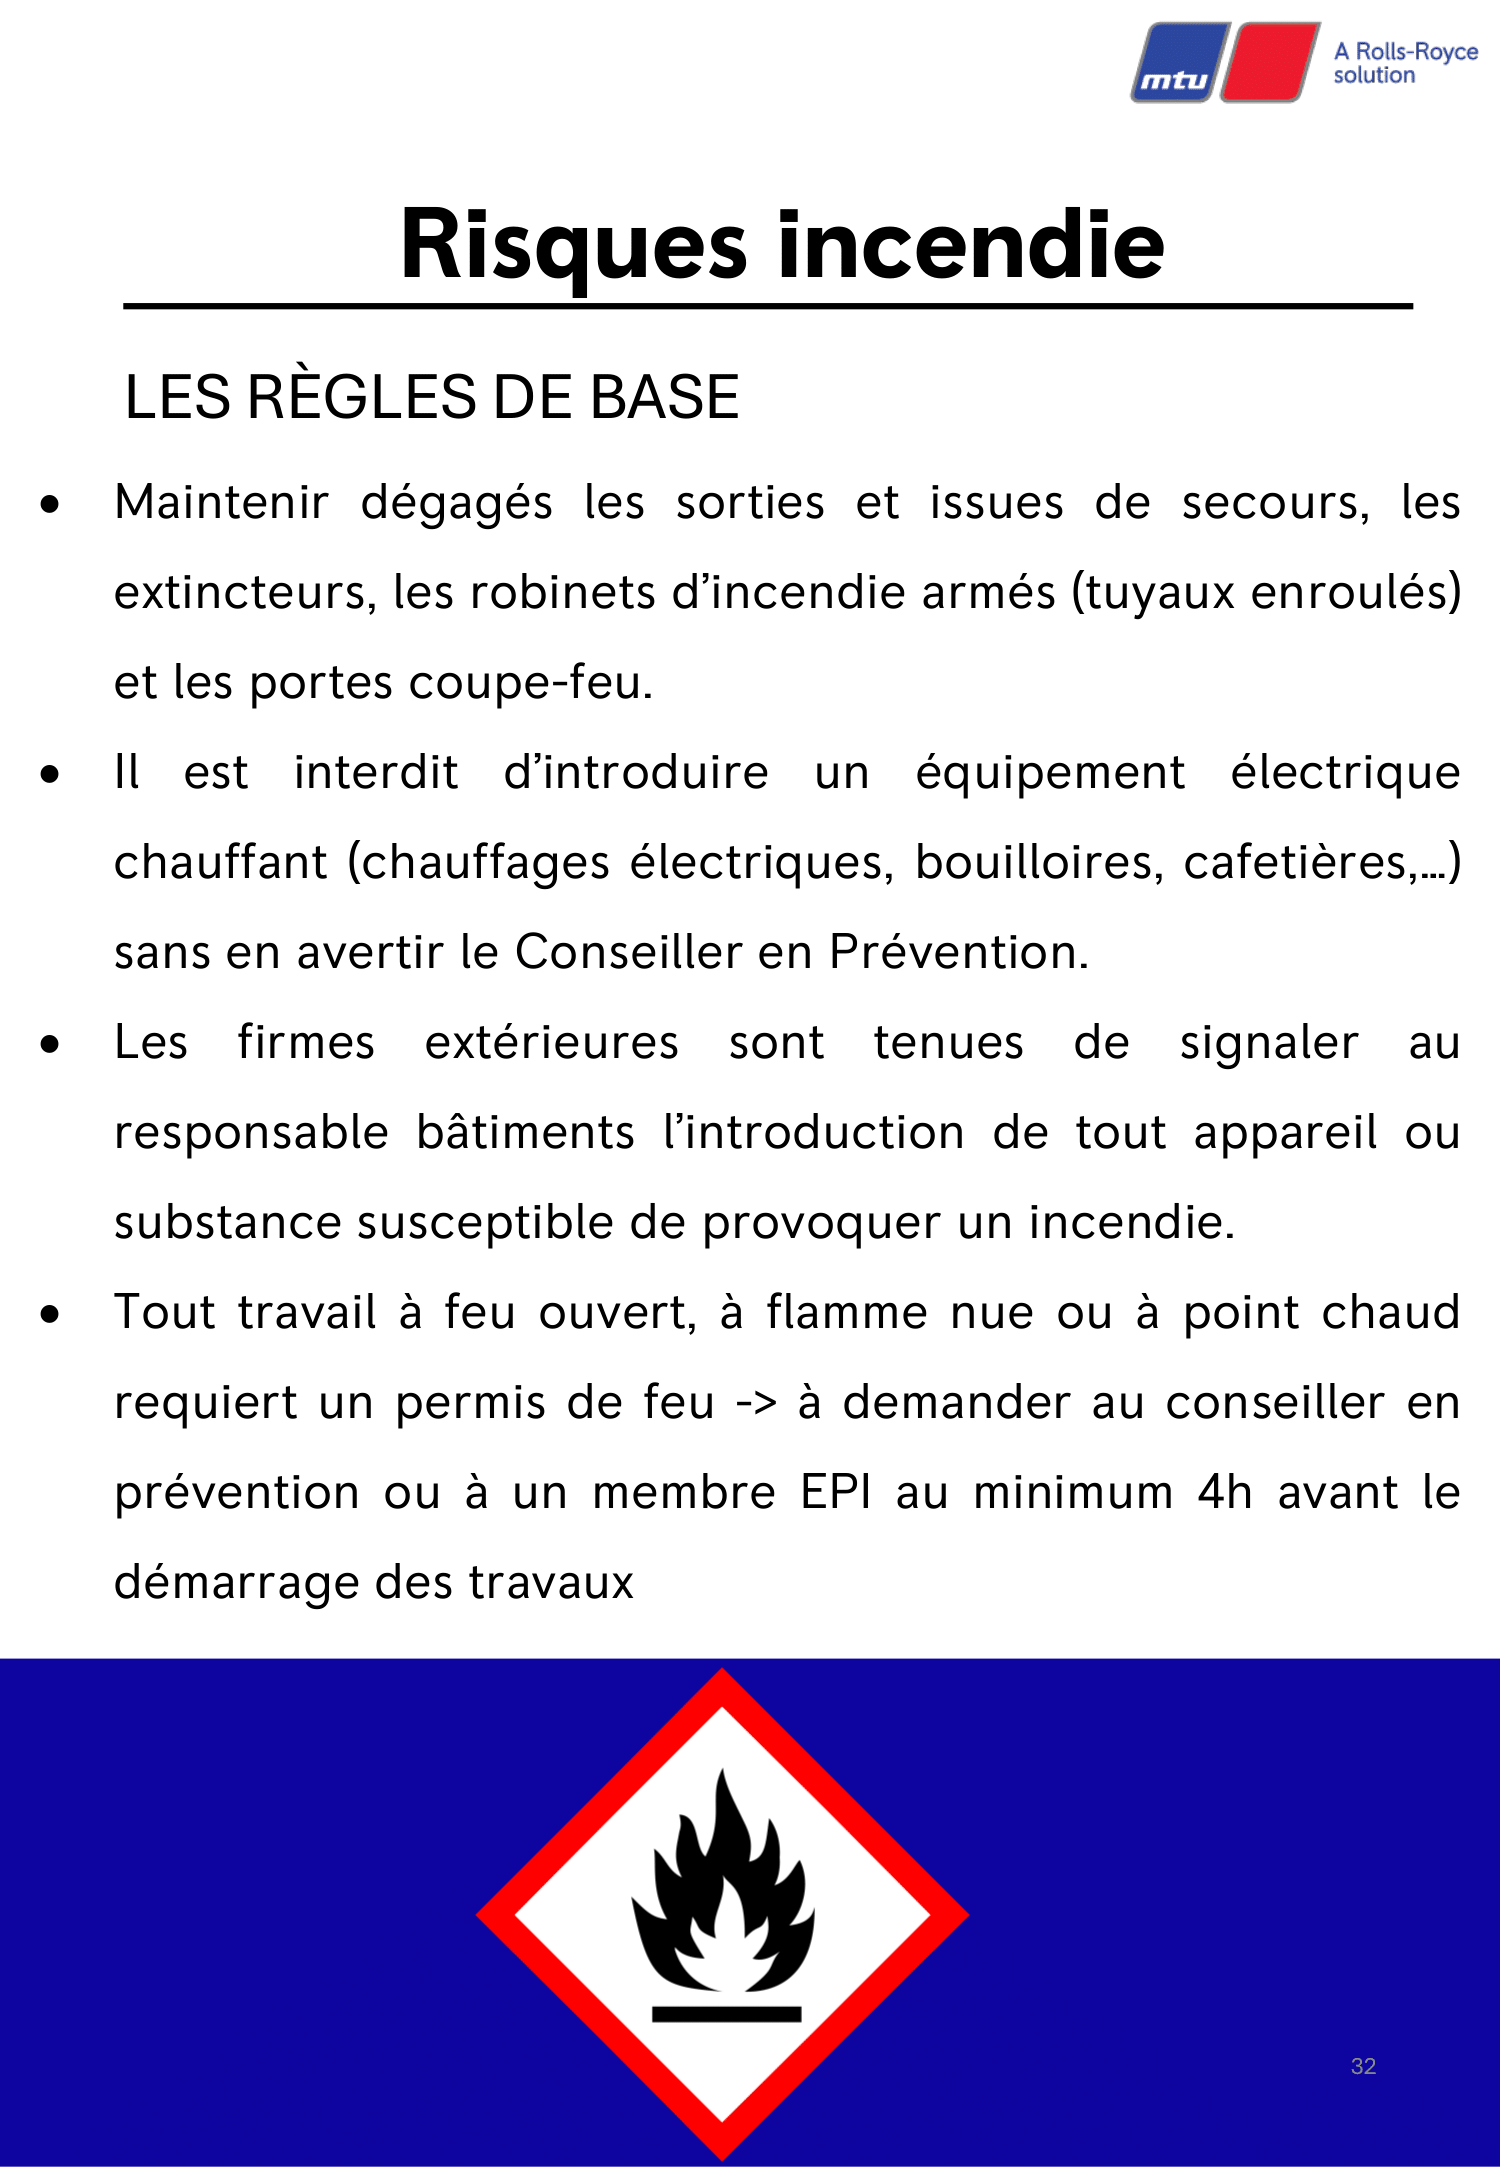 mtu
A Rolls-Royce
solution
Risques incendie
LES RÈGLES DE BASE
• Maintenir dégagés les sorties et issues de secours, les
extincteurs, les robinets d’incendie armés (tuyaux enroulés)
et les portes coupe-feu.
• Il est interdit d’introduire un équipement électrique
chauffant (chauffages électriques, bouilloires, cafetières,...)
sans en avertir le Conseiller en Prévention.
• Les firmes extérieures sont tenues de signaler au
responsable bâtiments l’introduction de tout appareil ou
substance susceptible de provoquer un incendie.
• Tout travail à feu ouvert, à flamme nue ou à point chaud
requiert un permis de feu -> à demander au conseiller en
prévention ou à un membre EPI au minimum 4h avant le
démarrage des travaux
32